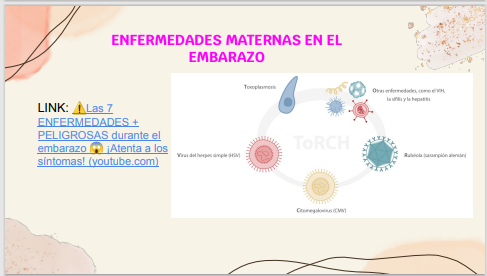 ENFERMEDADES MATERNAS EN EL
EMBARAZO
LINK: ⚠️Las 7
ENFERMEDADES +
PELIGROSAS durante el
embarazo 😱 ¡Atenta a los
síntomas! (youtube.com)
Toxoplasmosis
Otras enfermedades, como el VIH,
la sífilis y la hepatitis
ToRCH
Virus del herpes simple (HSV)
Rubéola (sarampión alemán)
Citomegalovirus (CMV)